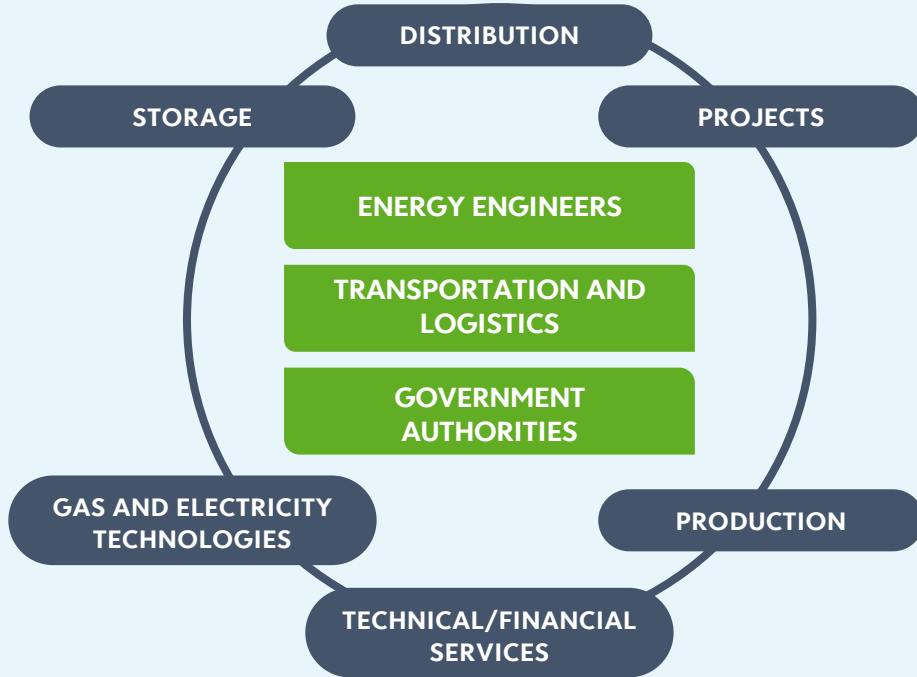 DISTRIBUTION
STORAGE
PROJECTS
ENERGY ENGINEERS
TRANSPORTATION AND
LOGISTICS
GOVERNMENT
AUTHORITIES
GAS AND ELECTRICITY
TECHNOLOGIES
PRODUCTION
TECHNICAL/FINANCIAL
SERVICES